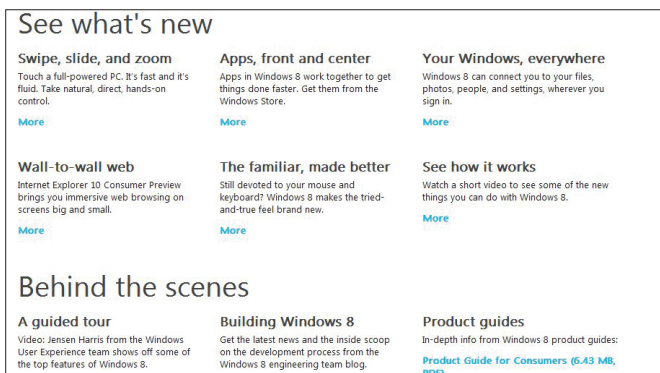 See what's new
Swipe, slide, and zoom
Touch a full-powered PC. It's fast and it's
fluid. Take natural, direct, hands-on
control.
More
Apps, front and center
Apps in Windows 8 work together to get
things done faster. Get them from the
Windows Store.
More
Your Windows, everywhere
Windows 8 can connect you to your files,
photos, people, and settings, wherever you
sign in.
More
Wall-to-wall web
Internet Explorer 10 Consumer Preview
brings you immersive web browsing on
screens big and small.
More
The familiar, made better
Still devoted to your mouse and
keyboard? Windows 8 makes the tried-
and-true feel brand new.
More
See how it works
Watch a short video to see some of the new
things you can do with Windows 8.
More
Behind the scenes
A guided tour
Video: Jensen Harris from the Windows
User Experience team shows off some of
the top features of Windows 8.
Building Windows 8
Get the latest news and the inside scoop
on the development process from the
Windows 8 engineering team blog.
Product guides
In-depth info from Windows 8 product guides:
Product Guide for Consumers (6.43 MB,
PDF)